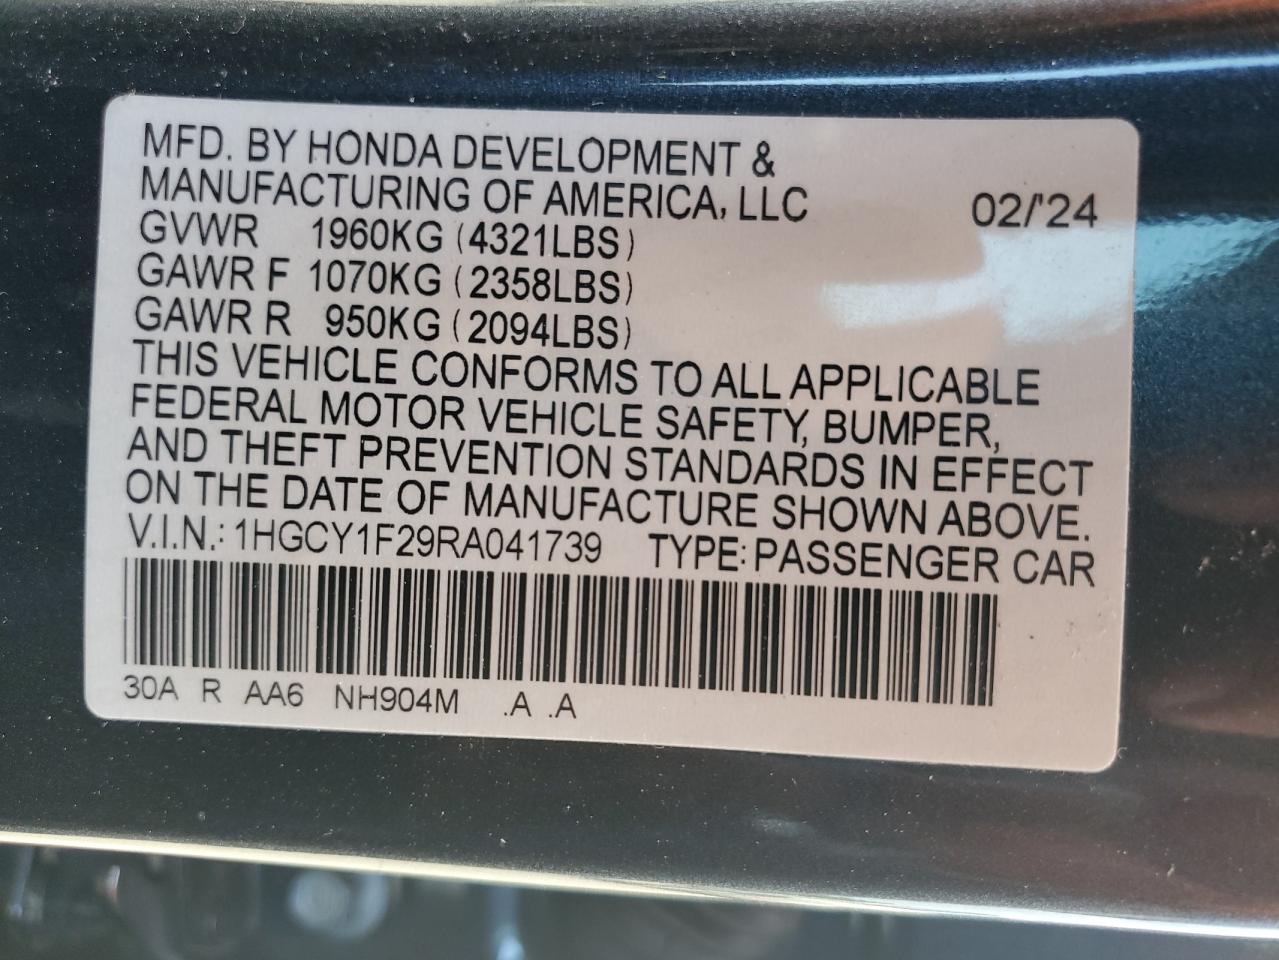 MFD. BY HONDA DEVELOPMENT &
MANUFACTURING OF AMERICA, LLC 02/'24
GVWR 1960KG (4321LBS)
GAWR F 1070KG (2358LBS)
GAWR R 950KG (2094LBS)
THIS VEHICLE CONFORMS TO ALL APPLICABLE
FEDERAL MOTOR VEHICLE SAFETY, BUMPER,
AND THEFT PREVENTION STANDARDS IN EFFECT
ON THE DATE OF MANUFACTURE SHOWN ABOVE.
V.I.N.: 1HGCY1F29RA041739 TYPE: PASSENGER CAR
30A R AA6 NH904M .A .A